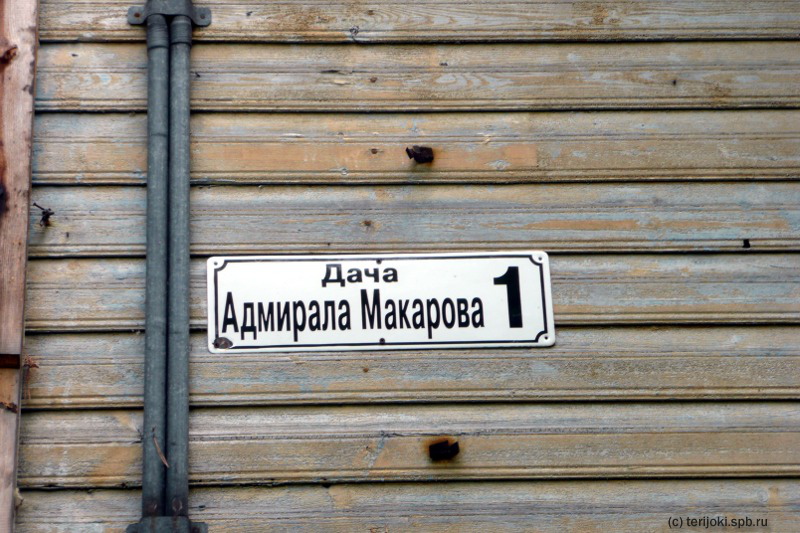 Дача
Адмирала Макарова 1
(c) terijoki.spb.ru